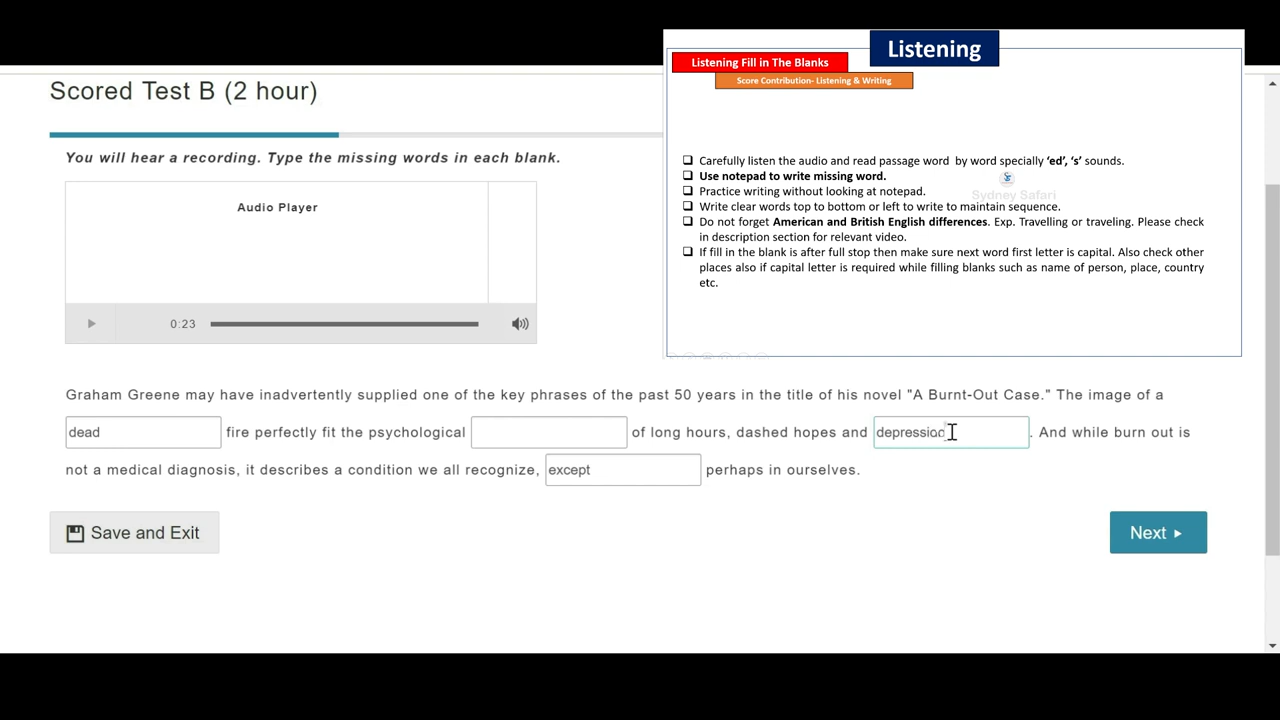 Listening
Listening Fill in The Blanks
Score Contribution- Listening & Writing
Scored Test B (2 hour)
You will hear a recording. Type the missing words in each blank.
Audio Player
0:23
Carefully listen the audio and read passage word by word specially ‘ed’, ‘s’ sounds.
Use notepad to write missing word.
Practice writing without looking at notepad.
Sydney Safari
Write clear words top to bottom or left to write to maintain sequence.
Do not forget American and British English differences. Exp. Travelling or traveling. Please check
in description section for relevant video.
If fill in the blank is after full stop then make sure next word first letter is capital. Also check other
places also if capital letter is required while filling blanks such as name of person, place, country
etc.
Graham Greene may have inadvertently supplied one of the key phrases of the past 50 years in the title of his novel "A Burnt-Out Case." The image of a
dead fire perfectly fit the psychological of long hours, dashed hopes and depression . And while burn out is
not a medical diagnosis, it describes a condition we all recognize, except perhaps in ourselves.
Save and Exit
Next